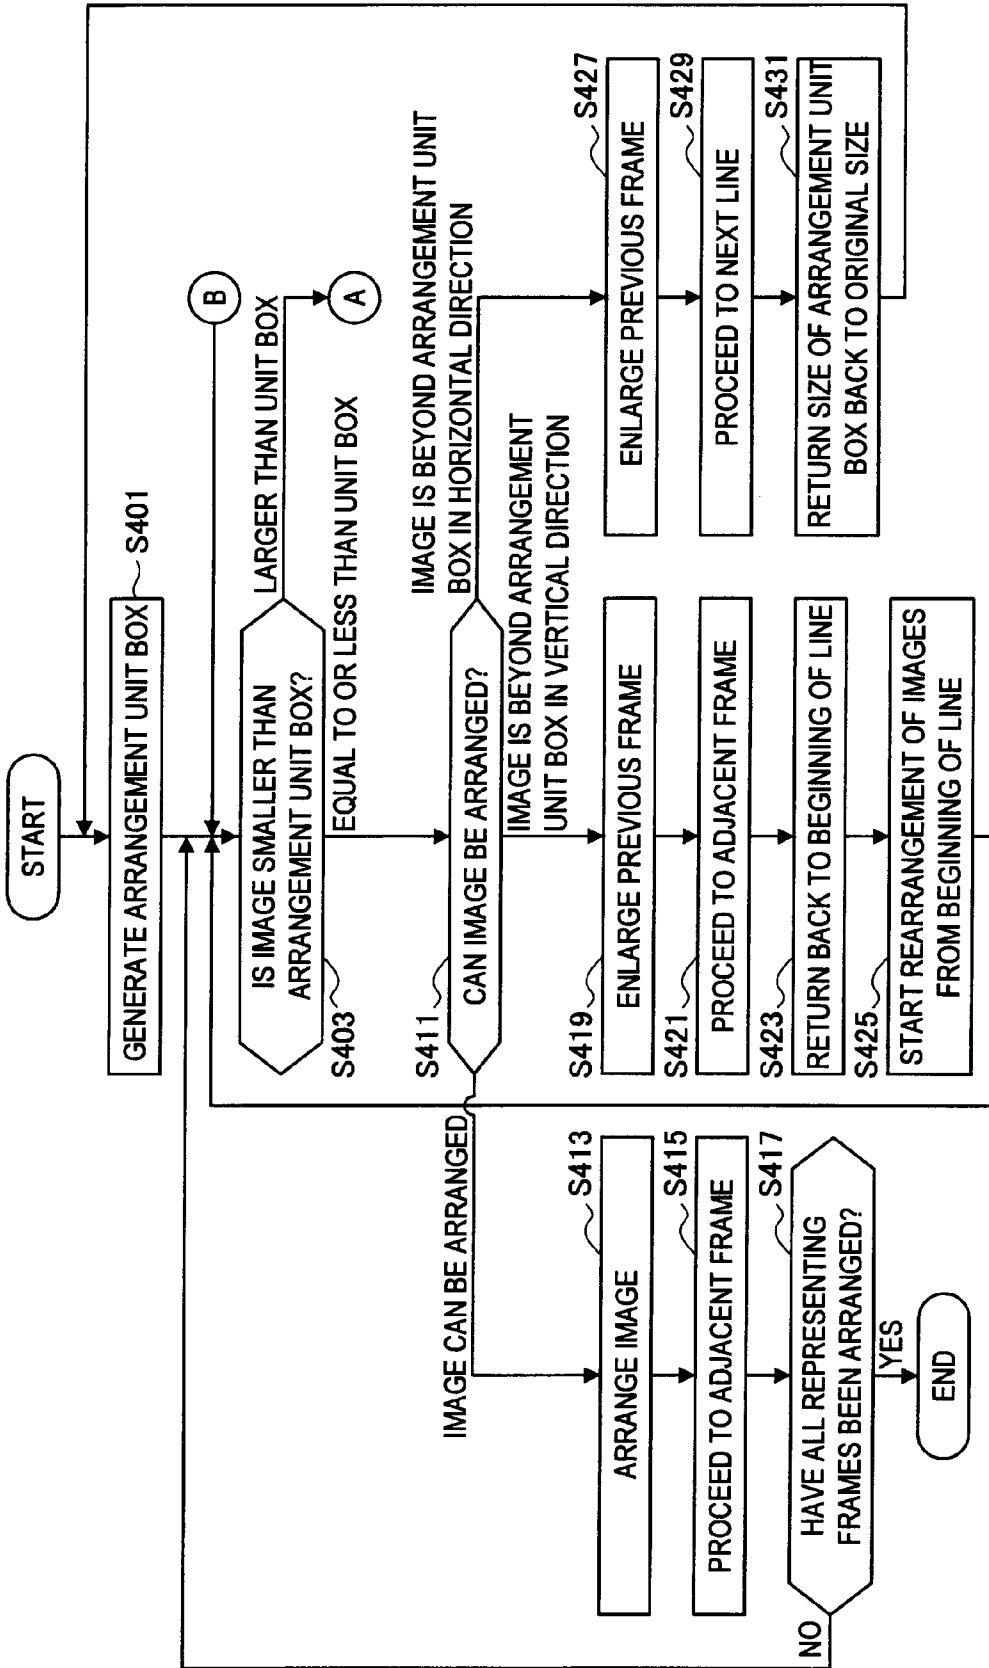 START
GENERATE ARRANGEMENT UNIT BOX
S401
B
IS IMAGE SMALLER THAN
ARRANGEMENT UNIT BOX?
S403
LARGER THAN UNIT BOX
A
EQUAL TO OR LESS THAN UNIT BOX
CAN IMAGE BE ARRANGED?
S411
IMAGE CAN BE ARRANGED
IMAGE IS BEYOND ARRANGEMENT
UNIT BOX IN VERTICAL DIRECTION
IMAGE IS BEYOND ARRANGEMENT UNIT
BOX IN HORIZONTAL DIRECTION
S413
ARRANGE IMAGE
S415
PROCEED TO ADJACENT FRAME
S417
HAVE ALL REPRESENTING
FRAMES BEEN ARRANGED?
NO
YES
END
S419
ENLARGE PREVIOUS FRAME
S421
PROCEED TO ADJACENT FRAME
S423
RETURN BACK TO BEGINNING OF LINE
S425
START REARRANGEMENT OF IMAGES
FROM BEGINNING OF LINE
S427
ENLARGE PREVIOUS FRAME
S429
PROCEED TO NEXT LINE
S431
RETURN SIZE OF ARRANGEMENT UNIT
BOX BACK TO ORIGINAL SIZE